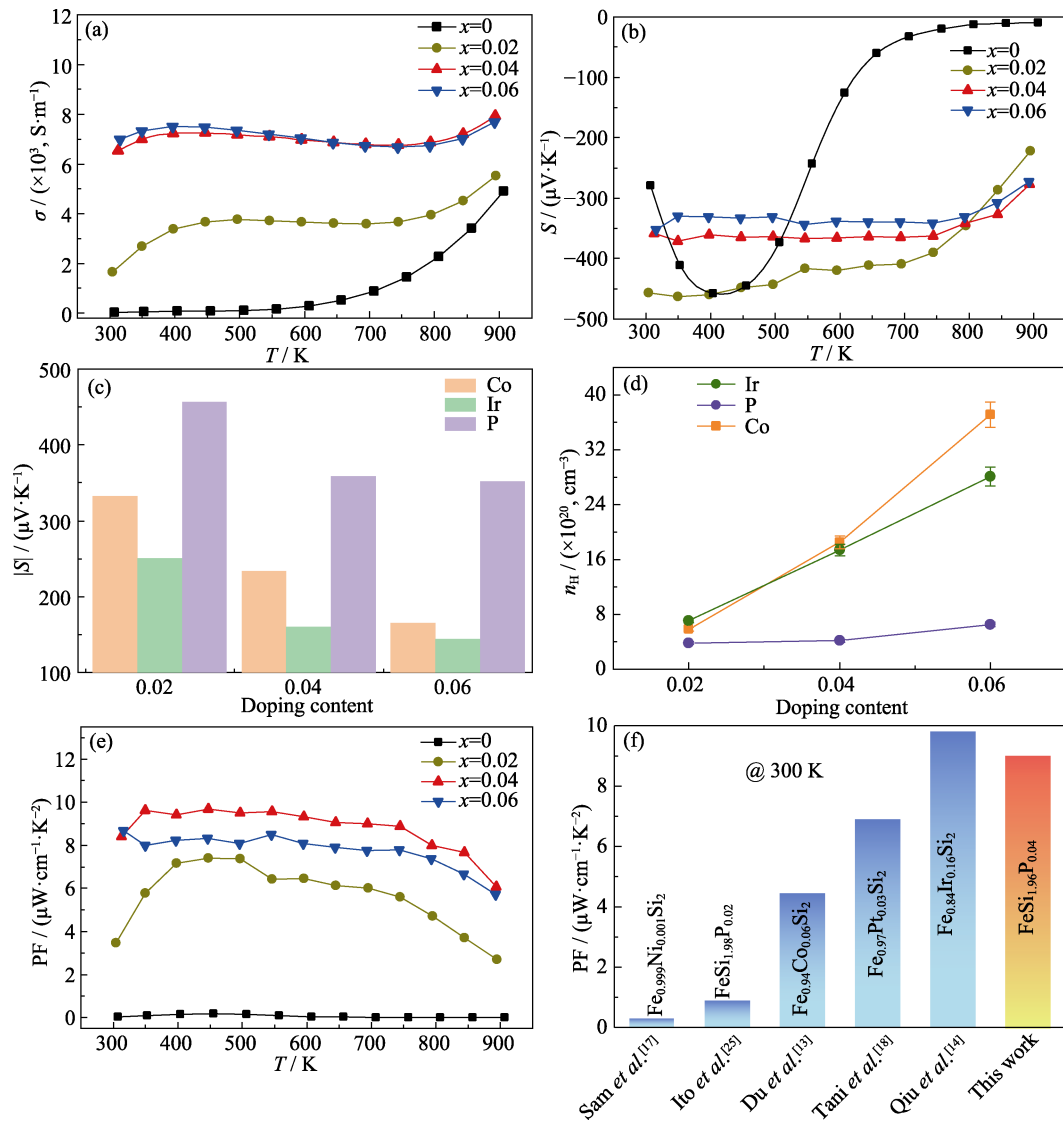 (a)
x=0
x=0.02
x=0.04
x=0.06
12
10
8
6
4
2
0
σ / (×10³, S·m⁻¹)
300 400 500 600 700 800 900
T / K
(b)
x=0
x=0.02
x=0.04
x=0.06
0
−100
−200
−300
−400
−500
S / (μV·K⁻¹)
300 400 500 600 700 800 900
T / K
(c)
Co
Ir
P
500
400
300
200
100
|S| / (μV·K⁻¹)
0.02 0.04 0.06
Doping content
(d)
Ir
P
Co
40
32
24
16
8
0
n_H / (×10²⁰, cm⁻³)
0.02 0.04 0.06
Doping content
(e)
x=0
x=0.02
x=0.04
x=0.06
12
10
8
6
4
2
0
PF / (μW·cm⁻¹·K⁻²)
300 400 500 600 700 800 900
T / K
(f)
@ 300 K
10
8
6
4
2
0
PF / (μW·cm⁻¹·K⁻²)
Fe₀.₉₉₉Ni₀.₀₀₁Si₂
FeSi₁.₉₈P₀.₀₂
Fe₀.₉₄Co₀.₀₆Si₂
Fe₀.₉₇Pt₀.₀₃Si₂
Fe₀.₈₄Ir₀.₁₆Si₂
FeSi₁.₉₆P₀.₀₄
Sam et al.[17]
Ito et al.[25]
Du et al.[13]
Tani et al.[18]
Qiu et al.[14]
This work